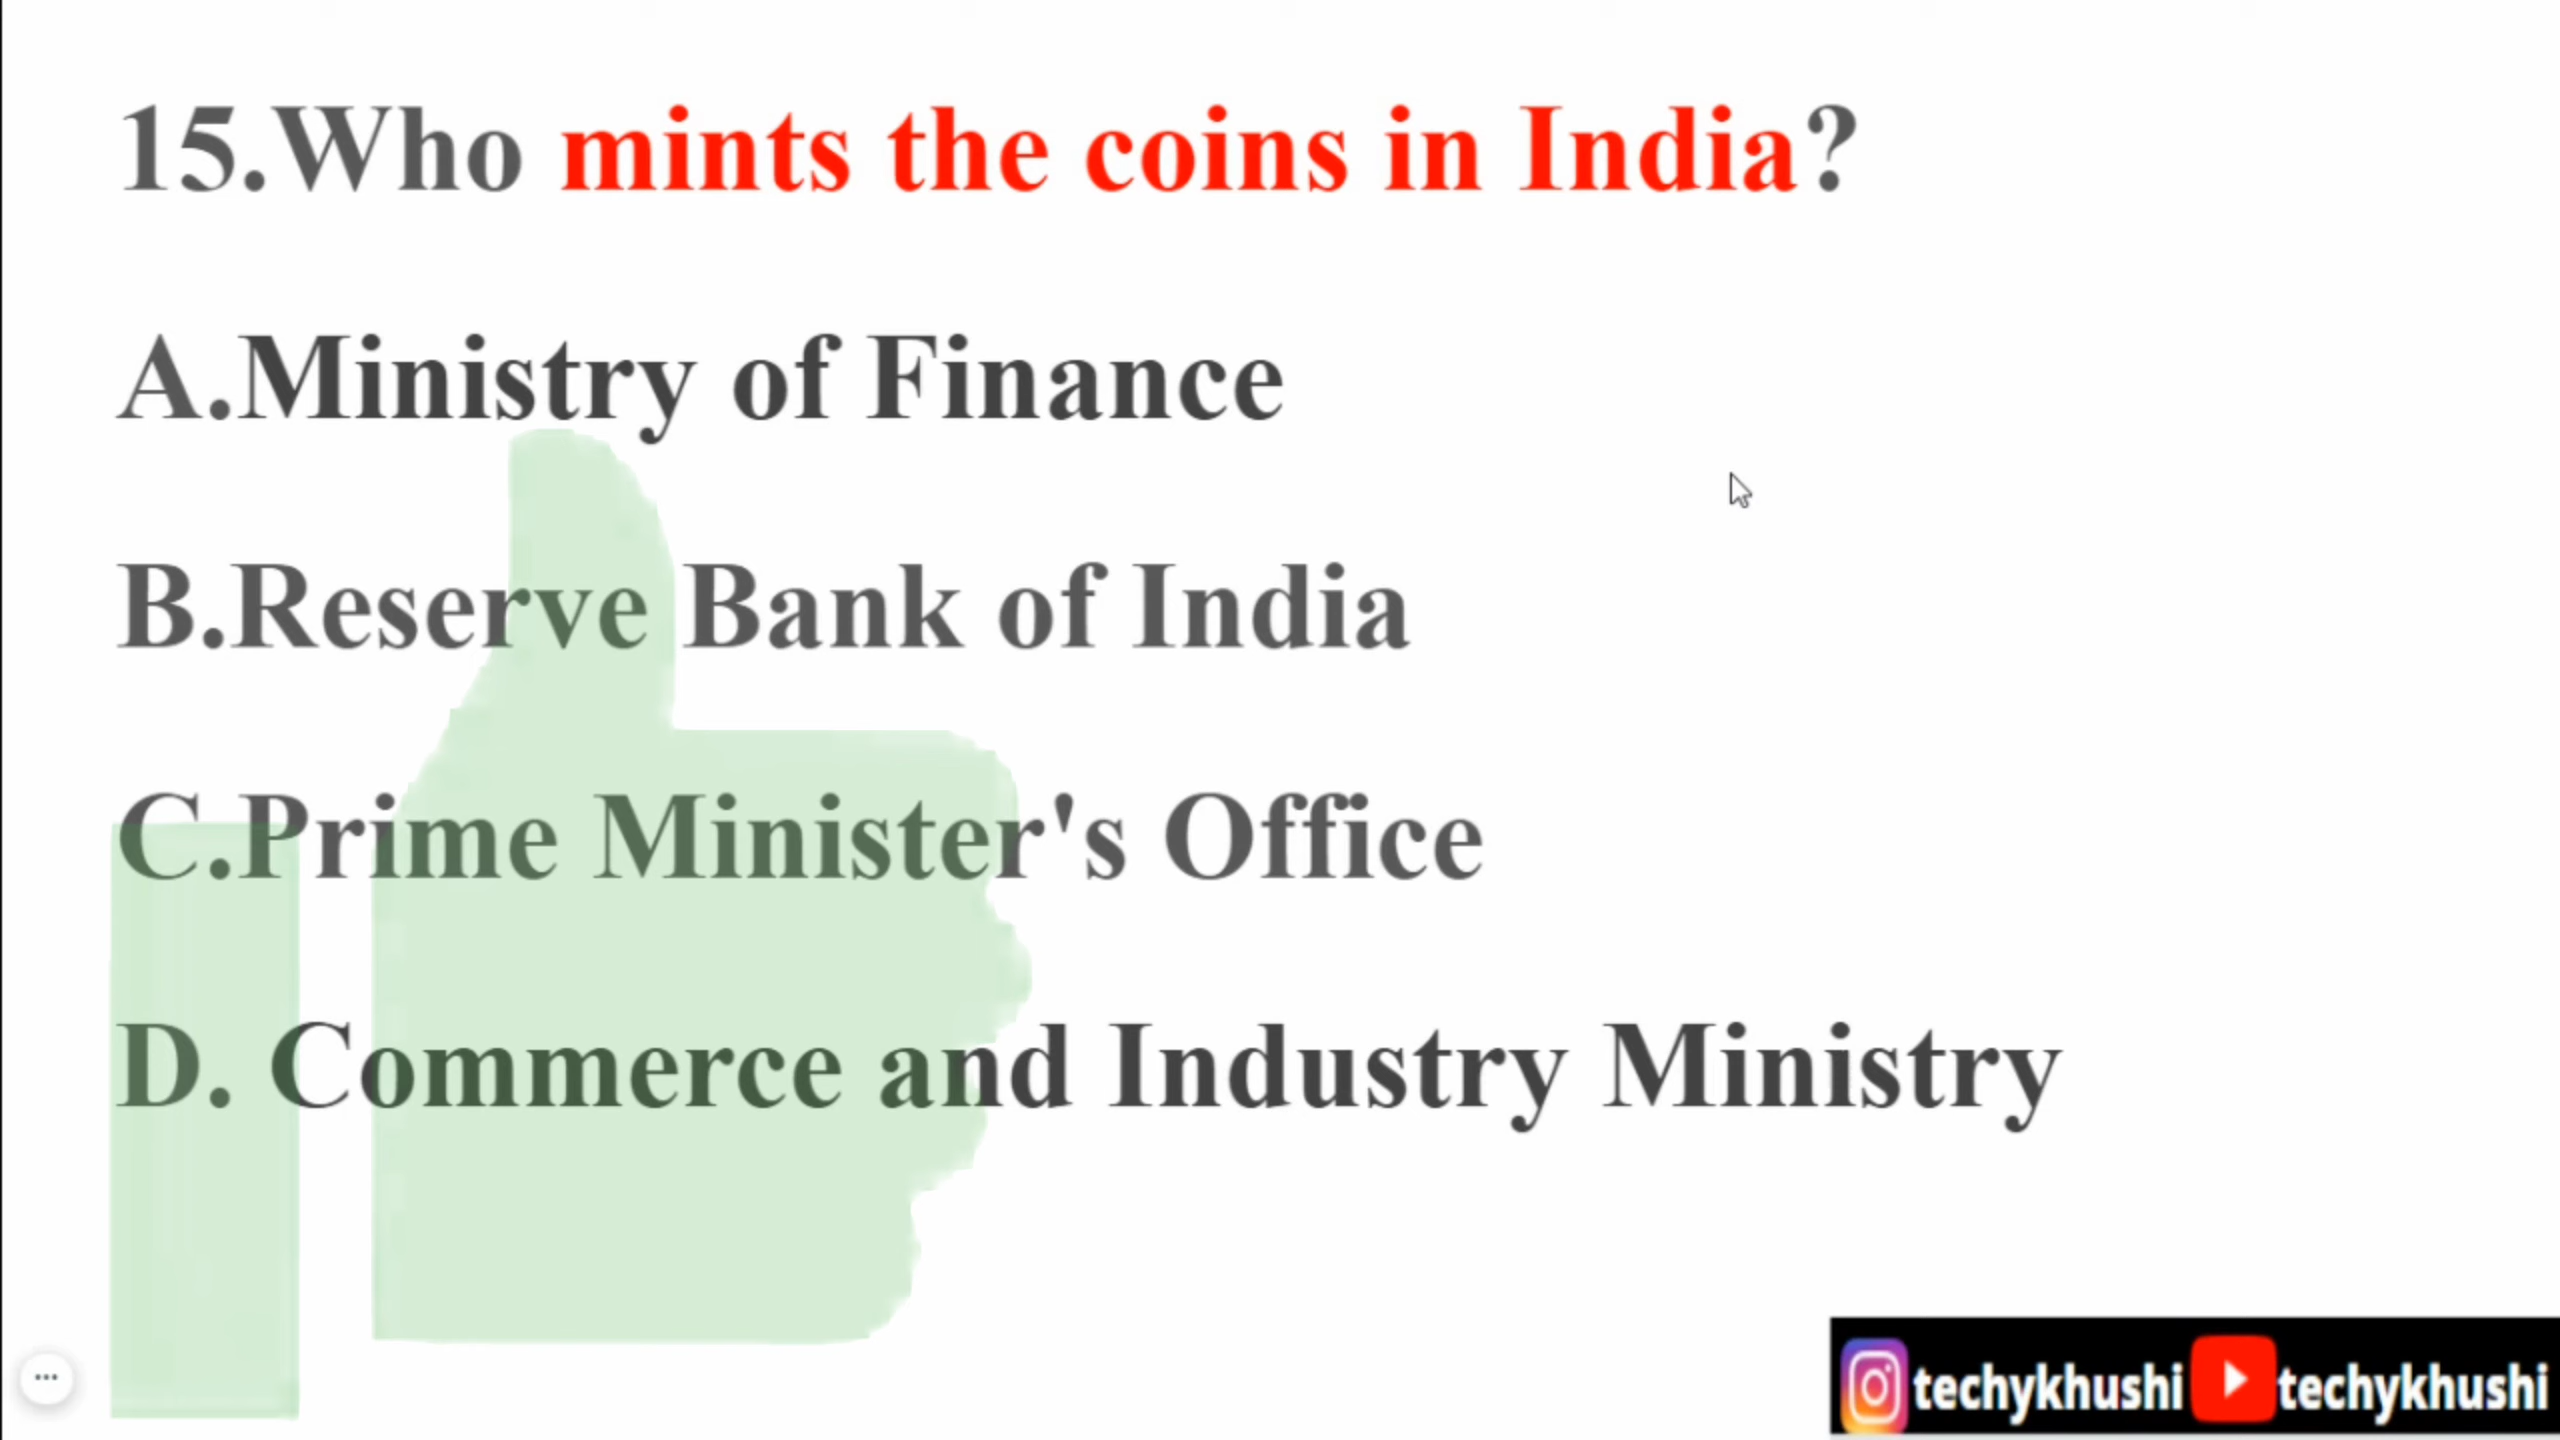 15.Who mints the coins in India?
A.Ministry of Finance
B.Reserve Bank of India
C.Prime Minister's Office
D. Commerce and Industry Ministry
techykhushi techykhushi